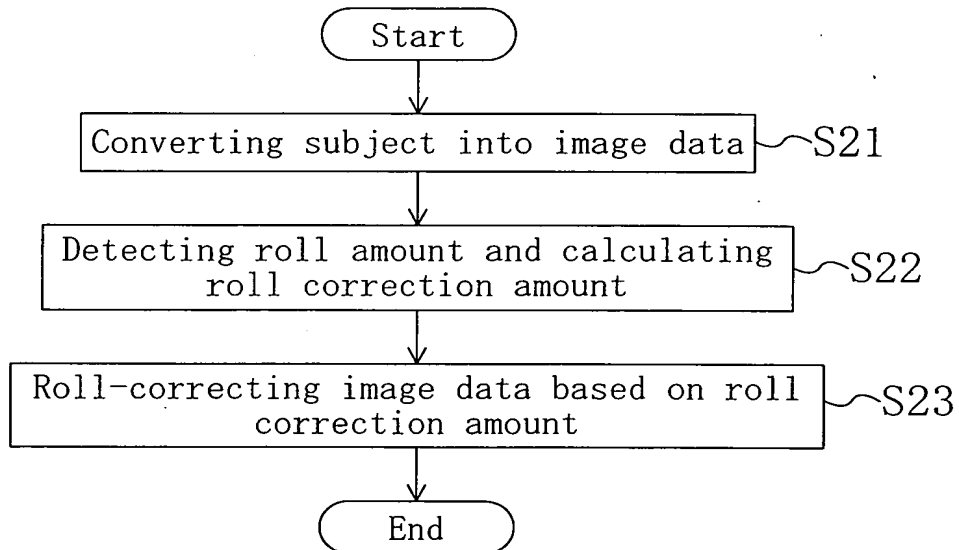 Start
Converting subject into image data
S21
Detecting roll amount and calculating
roll correction amount
S22
Roll-correcting image data based on roll
correction amount
S23
End